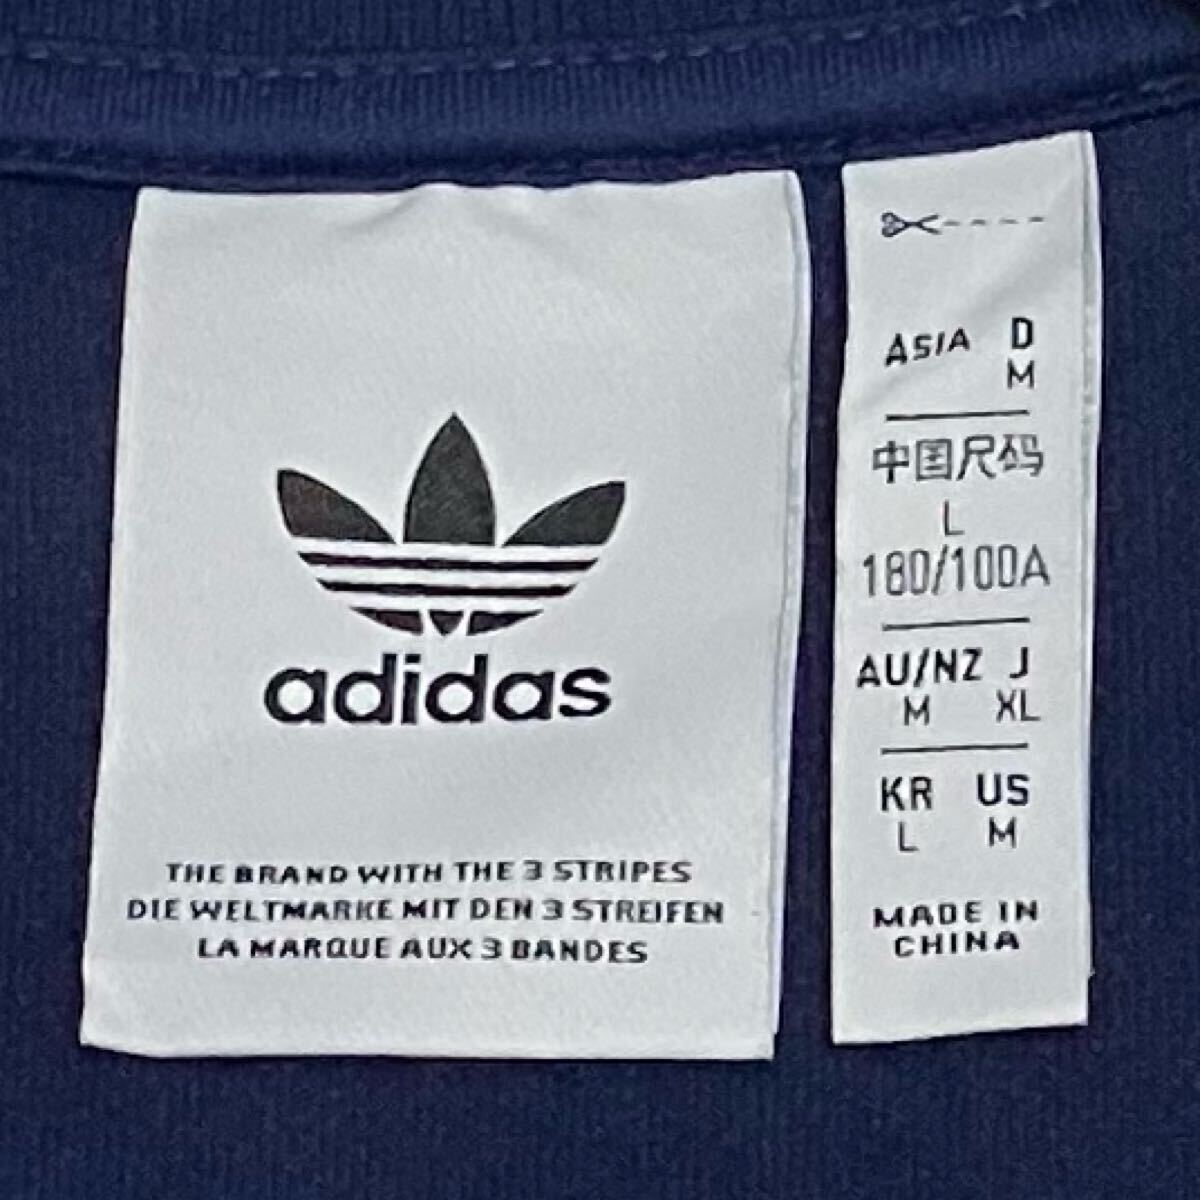 adidas
THE BRAND WITH THE 3 STRIPES
DIE WELTMARKE MIT DEN 3 STREIFEN
LA MARQUE AUX 3 BANDES
ASIA D
M
中国尺码
L
180/100A
AU/NZ J
M XL
KR US
L M
MADE IN
CHINA